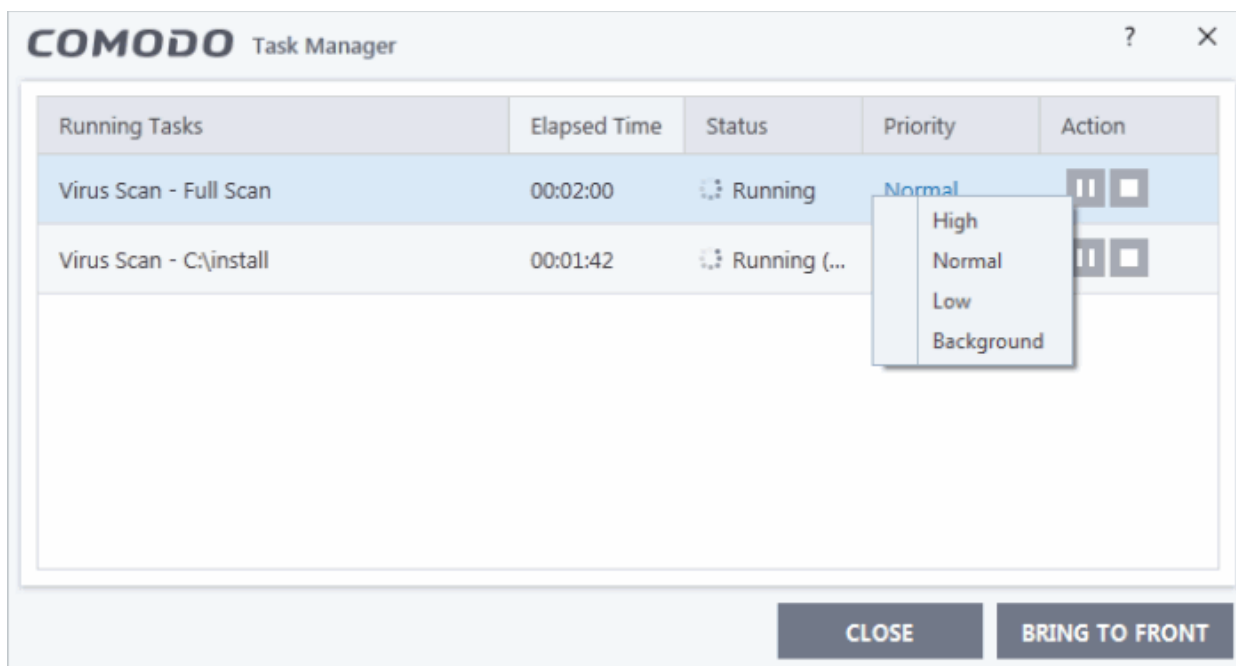 COMODO Task Manager ?
Running Tasks Elapsed Time Status Priority Action
Virus Scan - Full Scan 00:02:00 Running Normal
High
Virus Scan - C:\install 00:01:42 Running (... Normal
Low
Background
CLOSE BRING TO FRONT